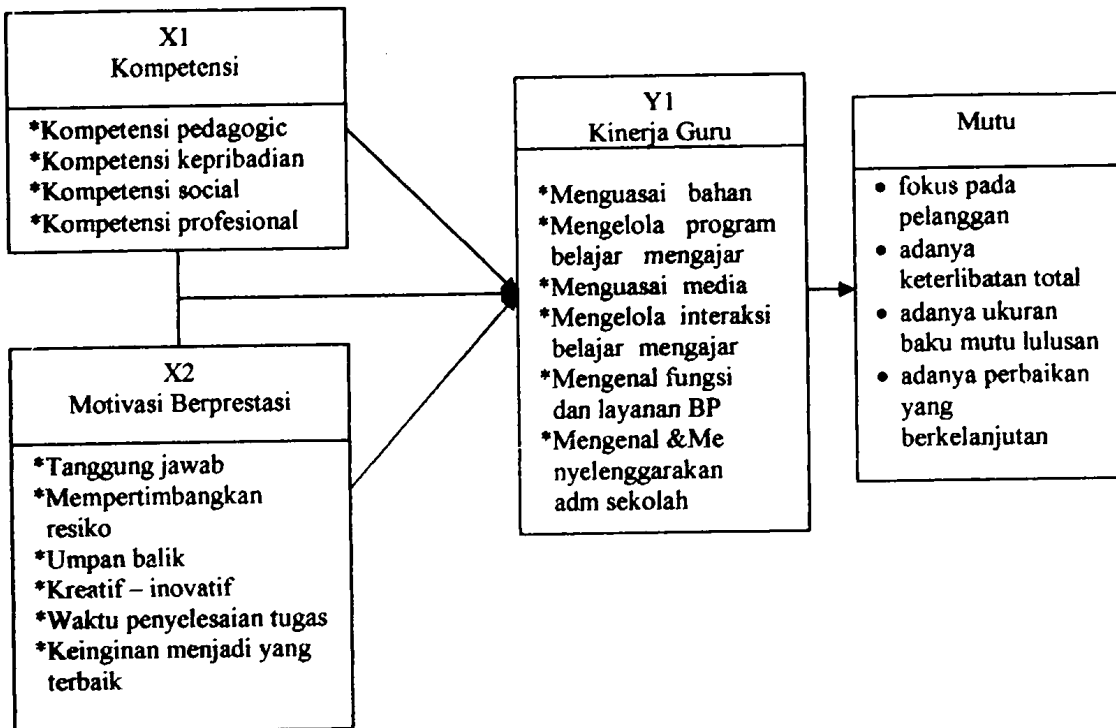 X1
Kompetensi
*Kompetensi pedagogic
*Kompetensi kepribadian
*Kompetensi social
*Kompetensi profesional
X2
Motivasi Berprestasi
*Tanggung jawab
*Mempertimbangkan
resiko
*Umpan balik
*Kreatif – inovatif
*Waktu penyelesaian tugas
*Keinginan menjadi yang
terbaik
Y1
Kinerja Guru
*Menguasai bahan
*Mengelola program
belajar mengajar
*Menguasai media
*Mengelola interaksi
belajar mengajar
*Mengenal fungsi
dan layanan BP
*Mengenal &Me
nyelenggarakan
adm sekolah
Mutu
• fokus pada
pelanggan
• adanya
keterlibatan total
• adanya ukuran
baku mutu lulusan
• adanya perbaikan
yang
berkelanjutan